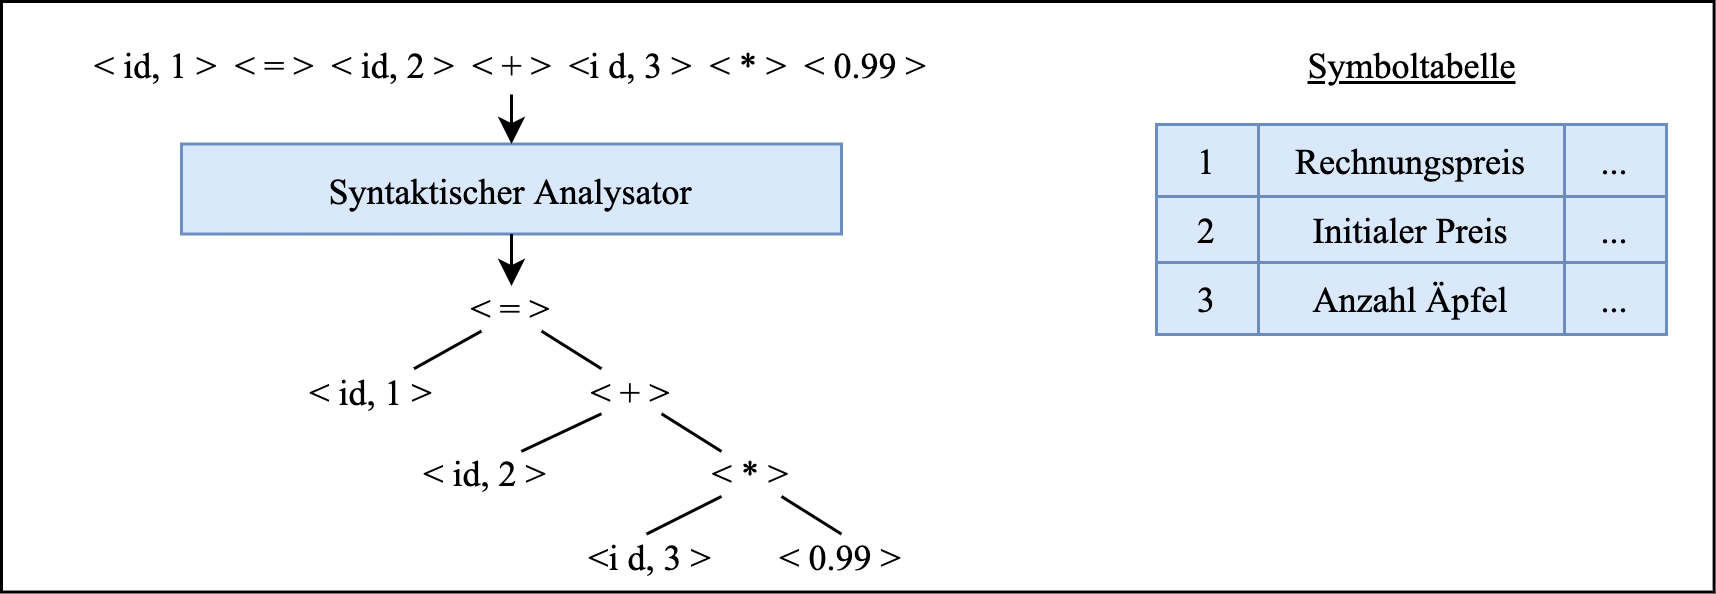 < id, 1 > < = > < id, 2 > < + > <i d, 3 > < * > < 0.99 >
Syntaktischer Analysator
< = >
< id, 1 > < + >
< id, 2 > < * >
<i d, 3 > < 0.99 >
Symboltabelle
1 Rechnungspreis ...
2 Initialer Preis ...
3 Anzahl Äpfel ...